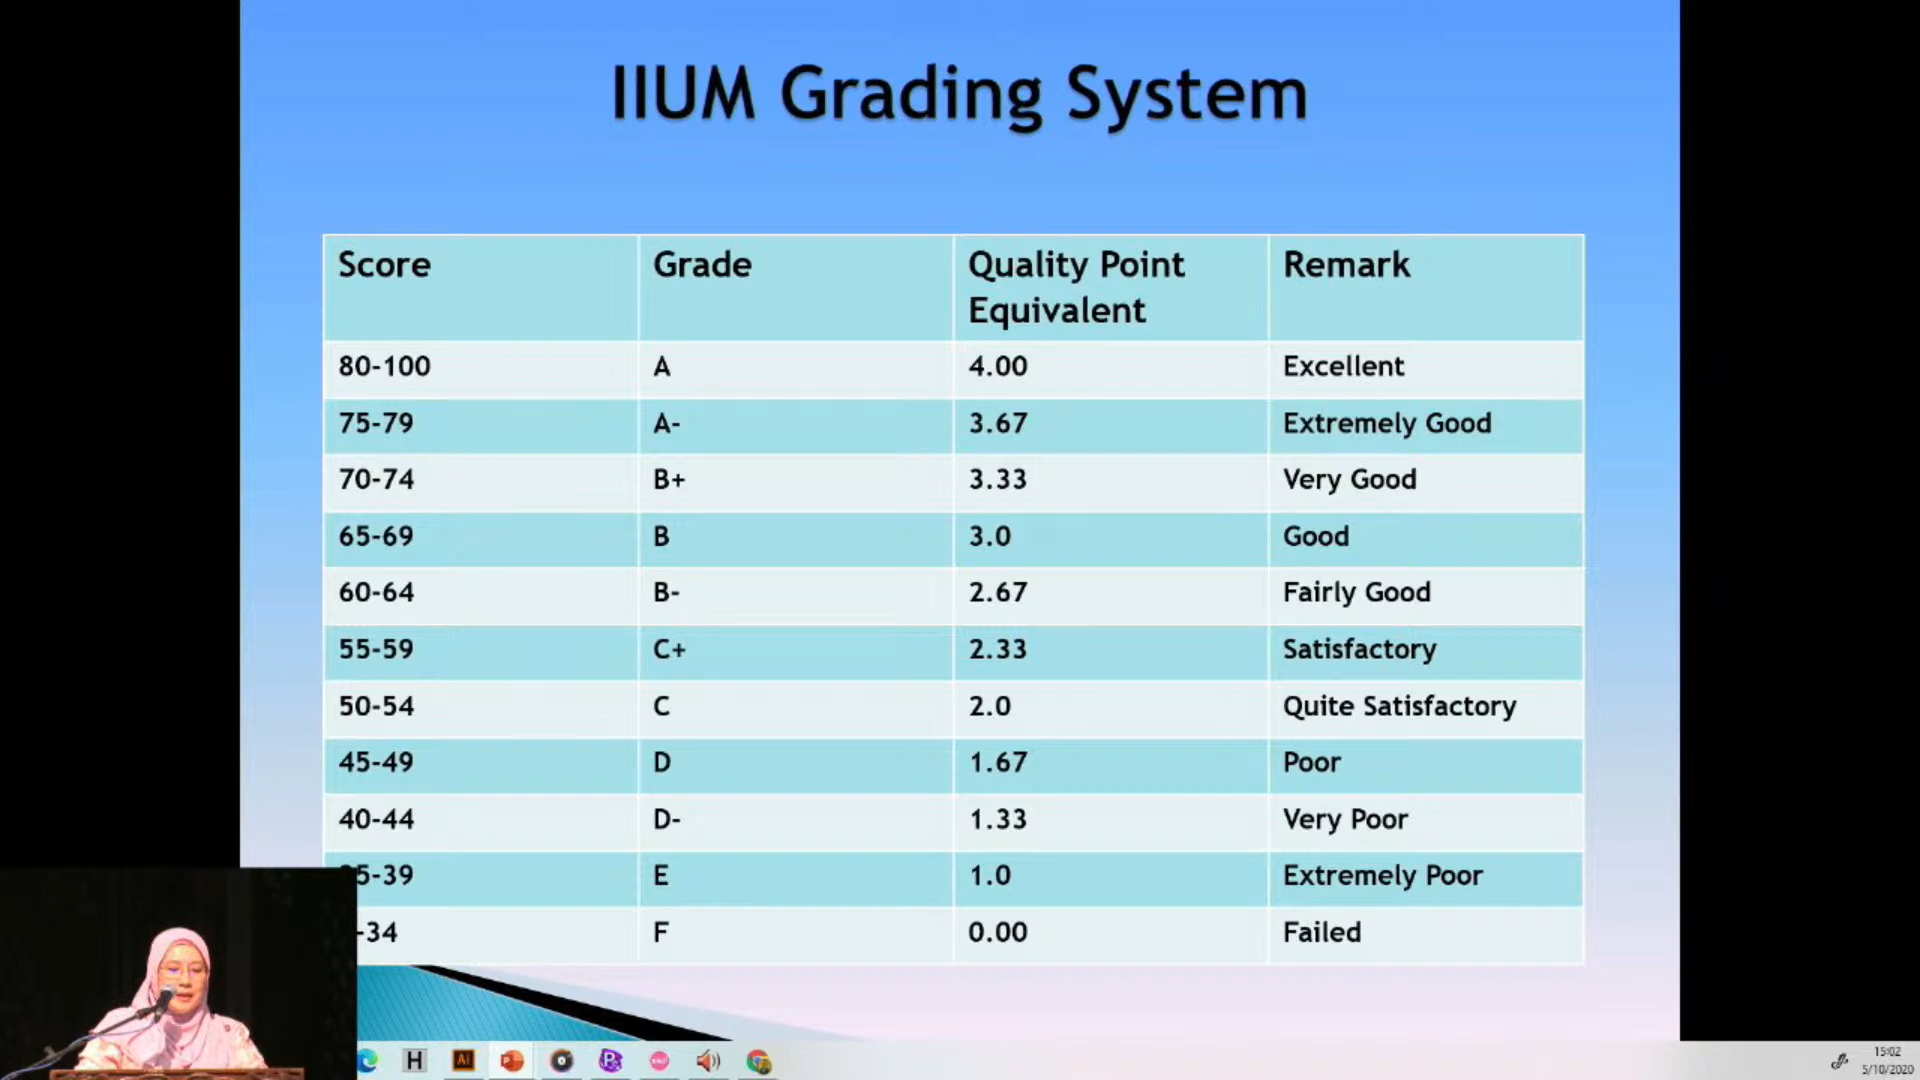 IIUM Grading System
Score Grade Quality Point Equivalent Remark
80-100 A 4.00 Excellent
75-79 A- 3.67 Extremely Good
70-74 B+ 3.33 Very Good
65-69 B 3.0 Good
60-64 B- 2.67 Fairly Good
55-59 C+ 2.33 Satisfactory
50-54 C 2.0 Quite Satisfactory
45-49 D 1.67 Poor
40-44 D- 1.33 Very Poor
5-39 E 1.0 Extremely Poor
-34 F 0.00 Failed
H Ai P
15:02
5/10/2020